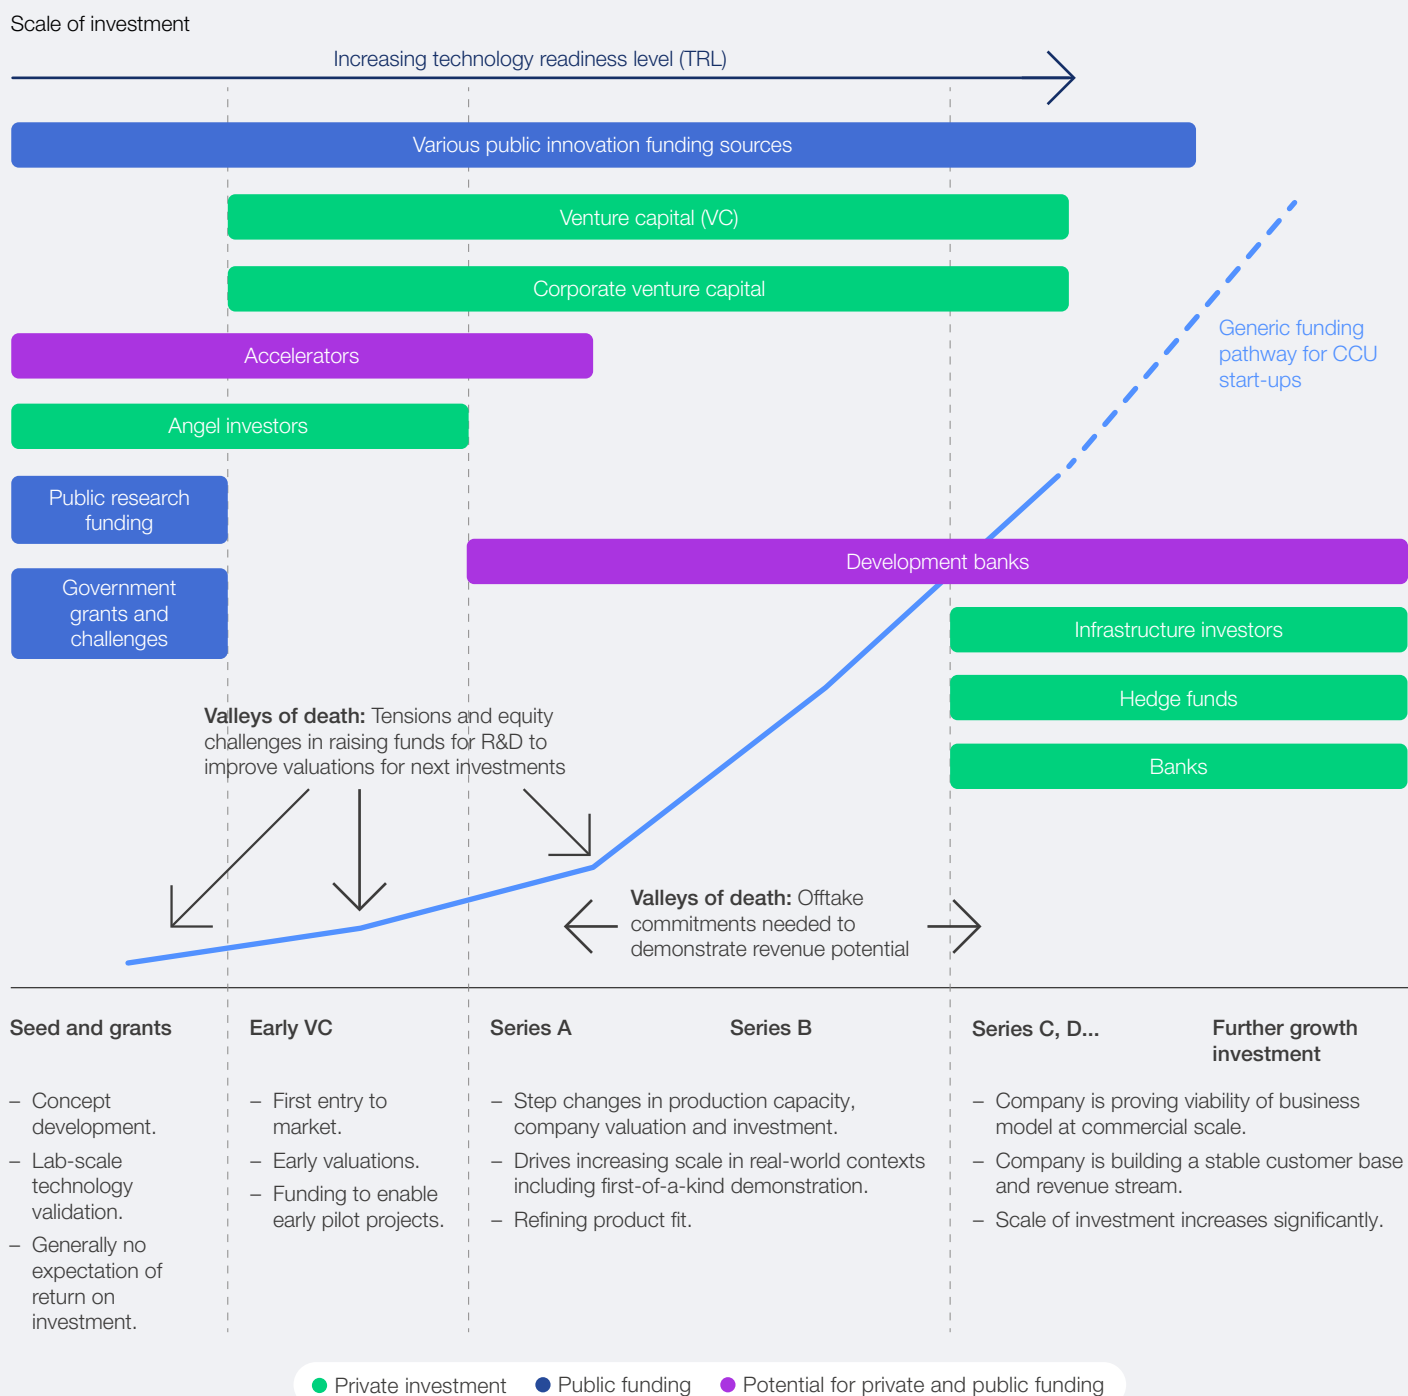 Scale of investment
Increasing technology readiness level (TRL)
Various public innovation funding sources
Venture capital (VC)
Corporate venture capital
Generic funding
pathway for CCU
start-ups
Accelerators
Angel investors
Public research
funding
Development banks
Government
grants and
challenges
Infrastructure investors
Hedge funds
Banks
Valleys of death: Tensions and equity
challenges in raising funds for R&D to
improve valuations for next investments
Valleys of death: Offtake
commitments needed to
demonstrate revenue potential
Seed and grants
– Concept
development.
– Lab-scale
technology
validation.
– Generally no
expectation of
return on
investment.
Early VC
– First entry to
market.
– Early valuations.
– Funding to enable
early pilot projects.
Series A
Series B
– Step changes in production capacity,
company valuation and investment.
– Drives increasing scale in real-world contexts
including first-of-a-kind demonstration.
– Refining product fit.
Series C, D...
Further growth
investment
– Company is proving viability of business
model at commercial scale.
– Company is building a stable customer base
and revenue stream.
– Scale of investment increases significantly.
Private investment
Public funding
Potential for private and public funding